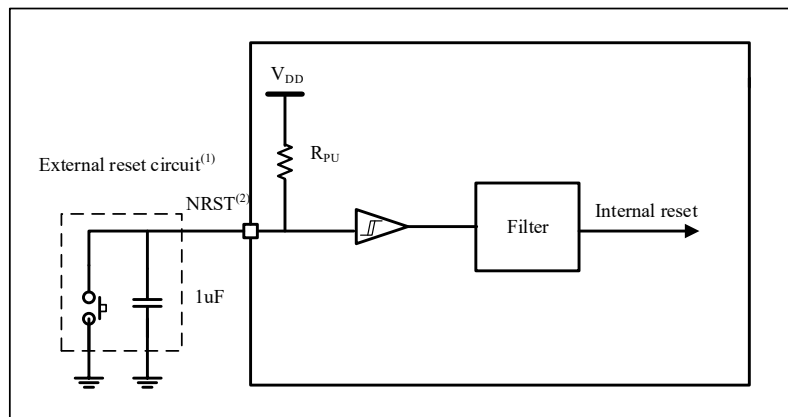 V_DD
R_PU
External reset circuit(1)
NRST(2)
Filter
Internal reset
1uF